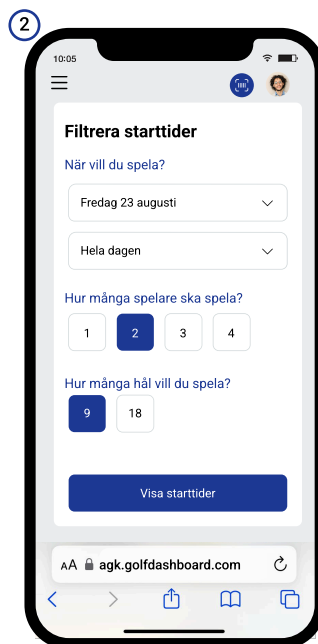 2
10:05
Filtrera starttider
När vill du spela?
Fredag 23 augusti
Hela dagen
Hur många spelare ska spela?
1 2 3 4
Hur många hål vill du spela?
9 18
Visa starttider
AA agk.golfdashboard.com